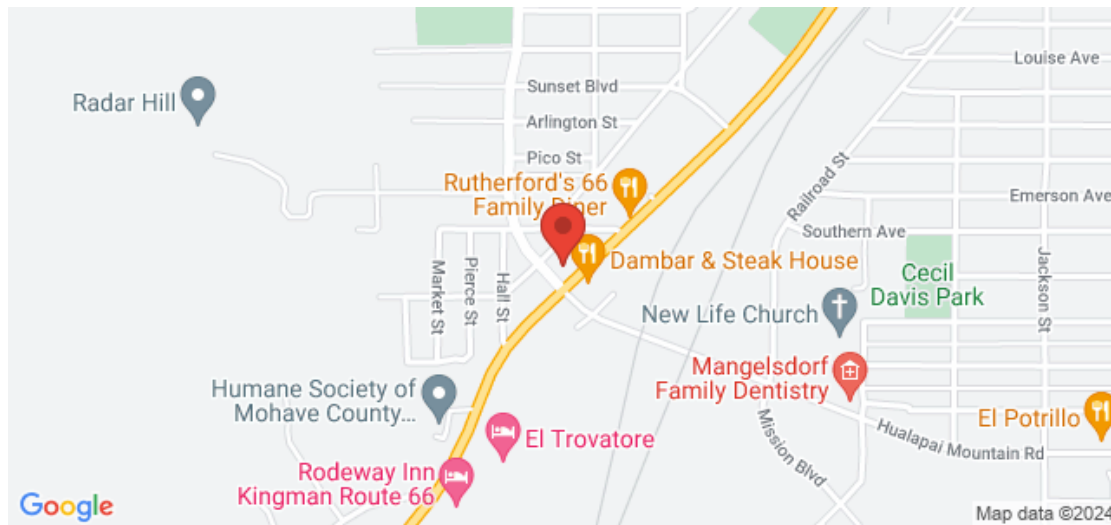 Louise Ave
Sunset Blvd
Radar Hill
Arlington St
Pico St
Railroad St
Rutherford's 66
Family Diner
Emerson Ave
Southern Ave
Market St
Pierce St
Hall St
Dambar & Steak House
Cecil
Davis Park
Jackson St
New Life Church
Mangelsdorf
Family Dentistry
Humane Society of
Mohave County...
El Potrillo
Mission Blvd
Hualapai Mountain Rd
El Trovatore
Rodeway Inn
Kingman Route 66
Google
Map data ©2024